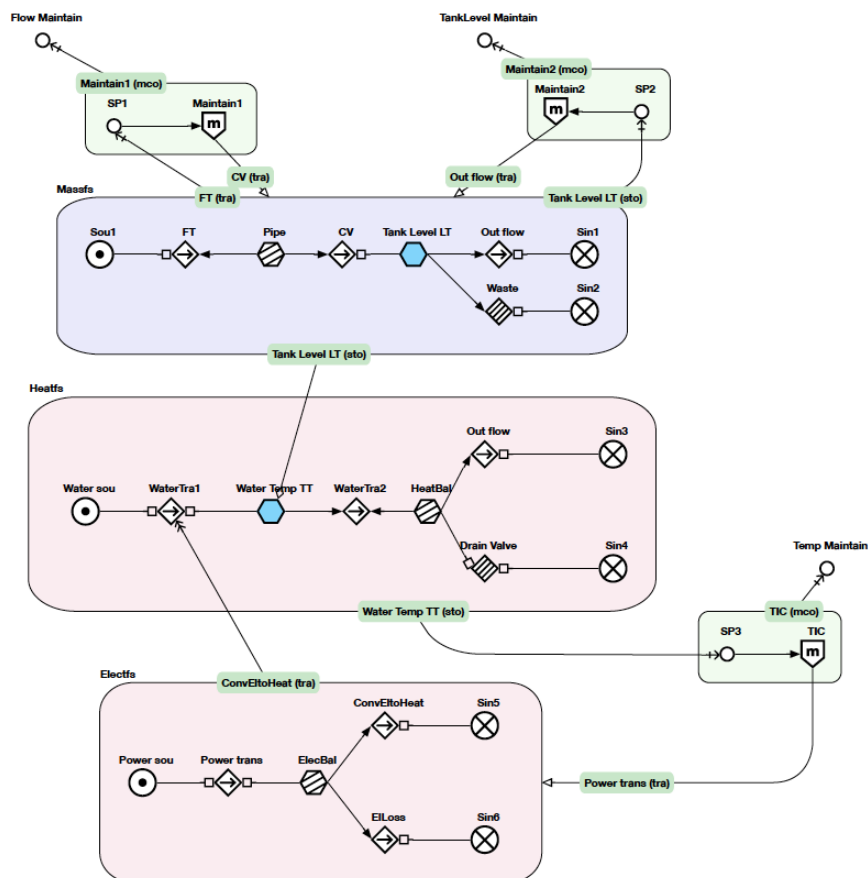 Flow Maintain
TankLevel Maintain
Maintain1 (mco)
Maintain2 (mco)
SP1
Maintain1
Maintain2
SP2
CV (tra)
Out flow (tra)
FT (tra)
Tank Level LT (sto)
Massfs
Sou1
FT
Pipe
CV
Tank Level LT
Out flow
Sin1
Waste
Sin2
Tank Level LT (sto)
Heatfs
Out flow
Sin3
Water sou
WaterTra1
Water Temp TT
WaterTra2
HeatBal
Drain Valve
Sin4
Temp Maintain
Water Temp TT (sto)
TIC (mco)
SP3
TIC
m
m
m
Electfs
ConvEltoHeat (tra)
ConvEltoHeat
Sin5
Power sou
Power trans
ElecBal
Power trans (tra)
ElLoss
Sin6